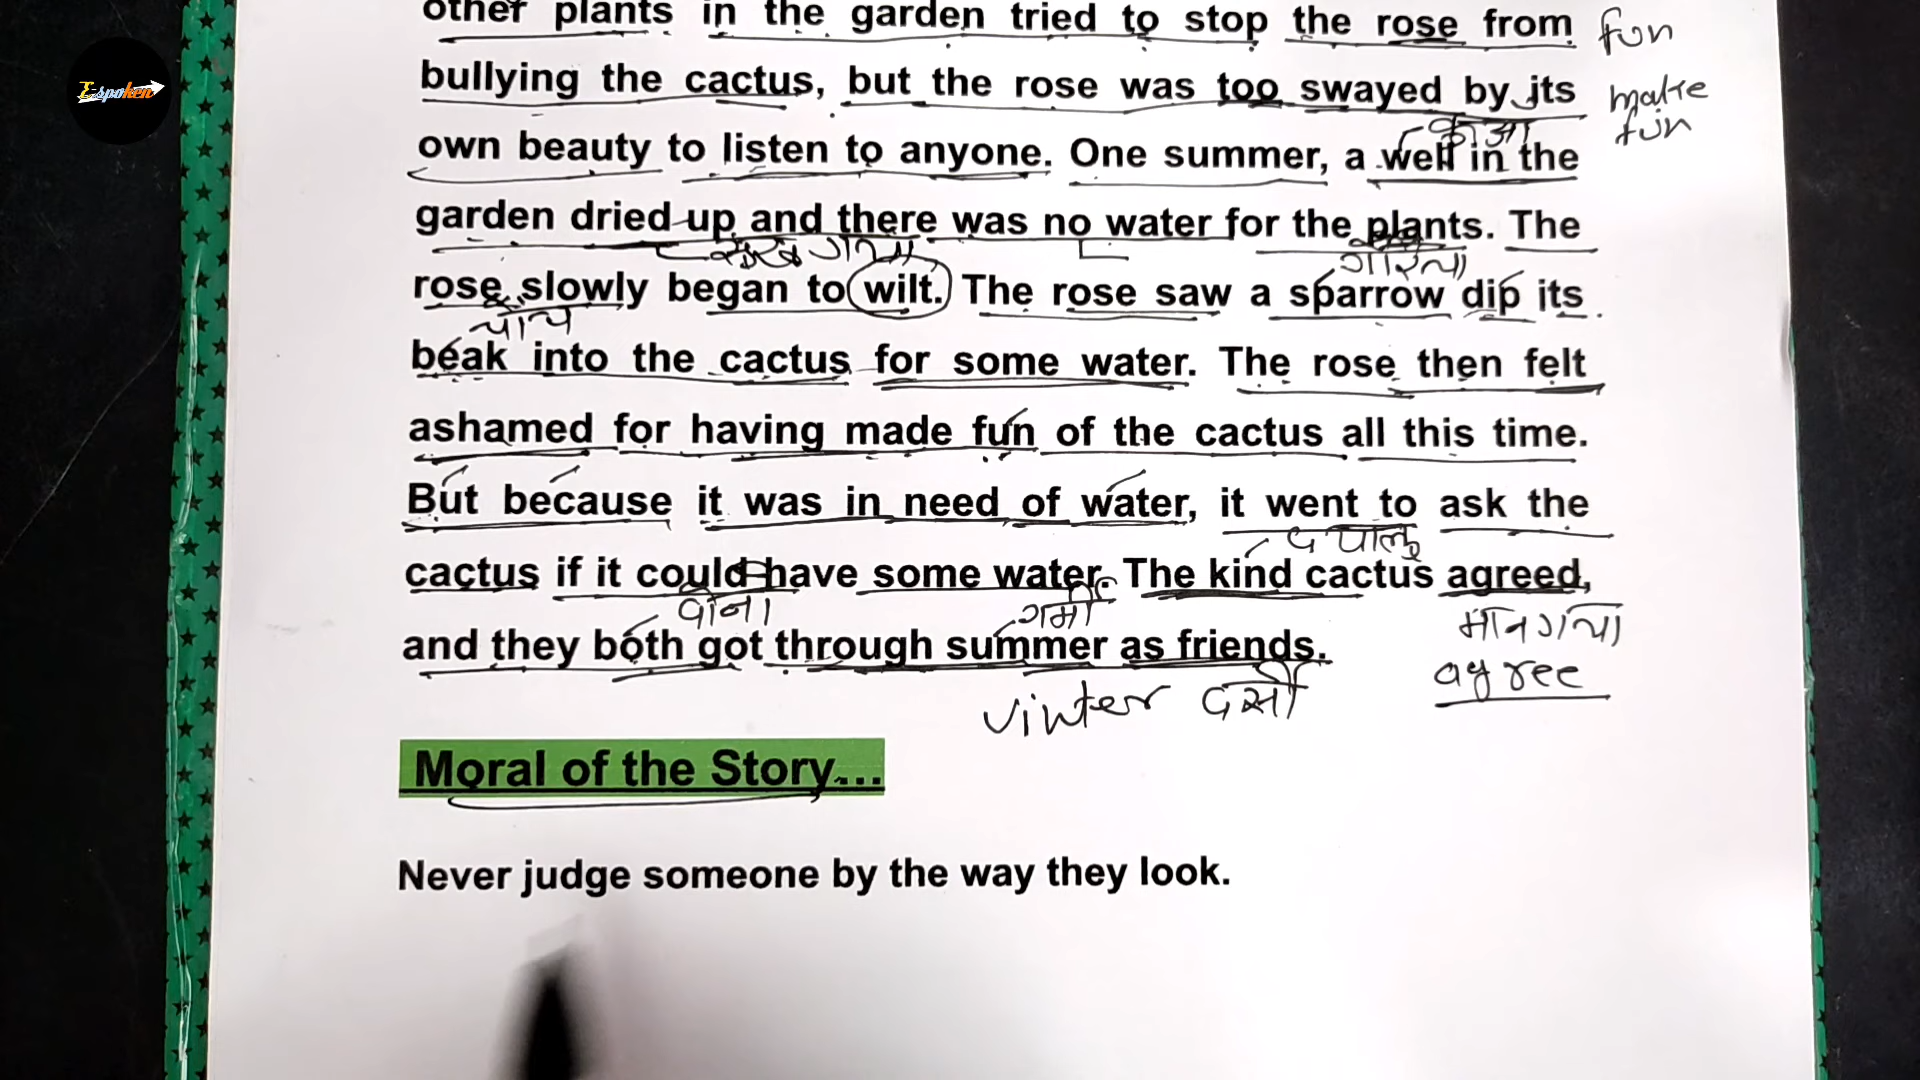 E-spoken
other plants in the garden tried to stop the rose from fun
bullying the cactus, but the rose was too swayed by its make
fun
कुआ
own beauty to listen to anyone. One summer, a well in the
garden dried up and there was no water for the plants. The
सुख गया गौरैया
rose slowly began to wilt. The rose saw a sparrow dip its
चोंच
beak into the cactus for some water. The rose then felt
ashamed for having made fun of the cactus all this time.
But because it was in need of water, it went to ask the
दयालु
cactus if it could have some water. The kind cactus agreed,
दोनो गर्मी मान गया
and they both got through summer as friends.
agree
vinter
Moral of the Story...
Never judge someone by the way they look.